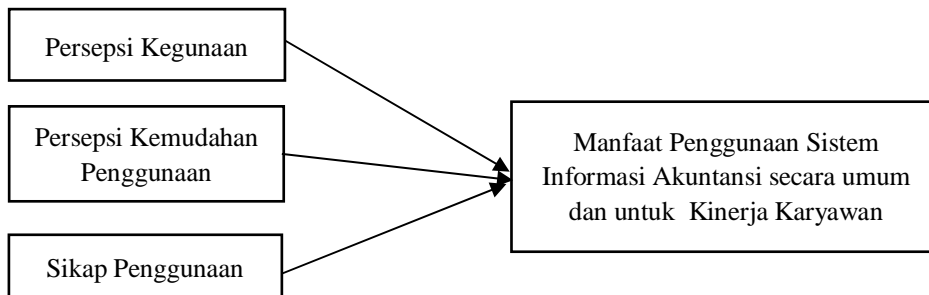 Persepsi Kegunaan
Persepsi Kemudahan
Penggunaan
Sikap Penggunaan
Manfaat Penggunaan Sistem
Informasi Akuntansi secara umum
dan untuk Kinerja Karyawan